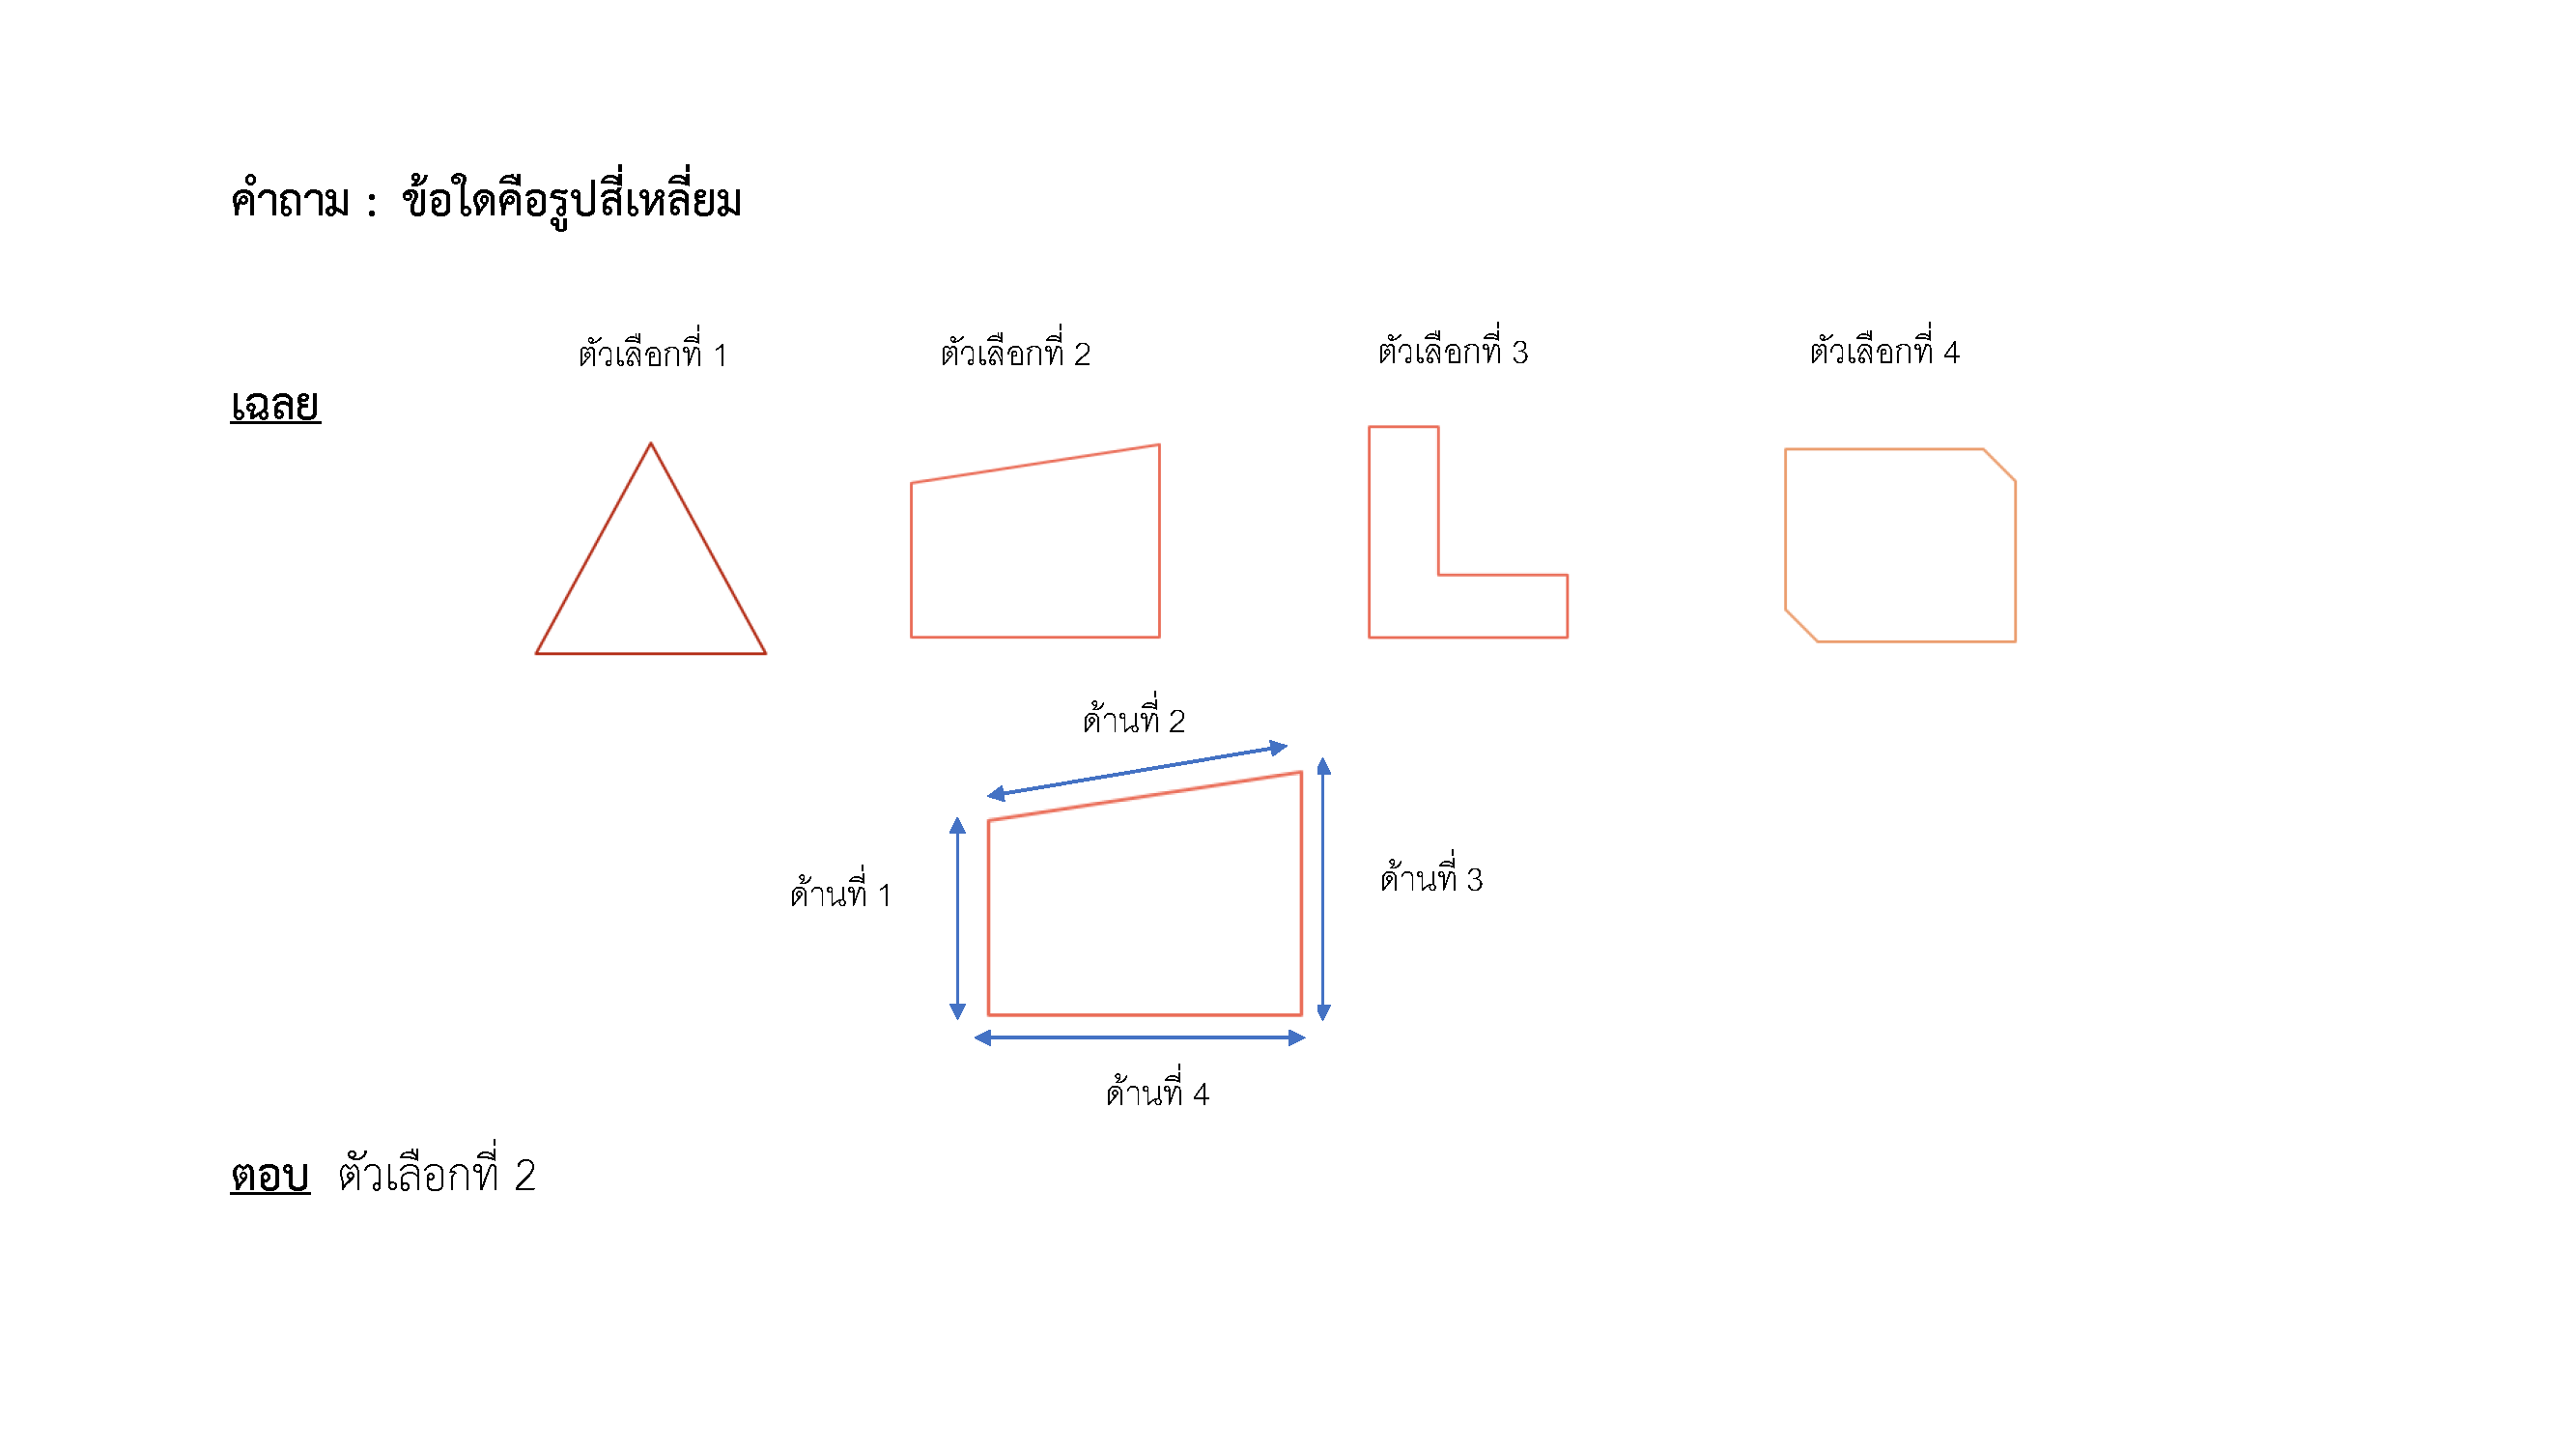 คำถาม : ข้อใดคือรูปสี่เหลี่ยม
ตัวเลือกที่ 1 ตัวเลือกที่ 2 ตัวเลือกที่ 3 ตัวเลือกที่ 4
เฉลย
ด้านที่ 2
ด้านที่ 1 ด้านที่ 3
ด้านที่ 4
ตอบ ตัวเลือกที่ 2